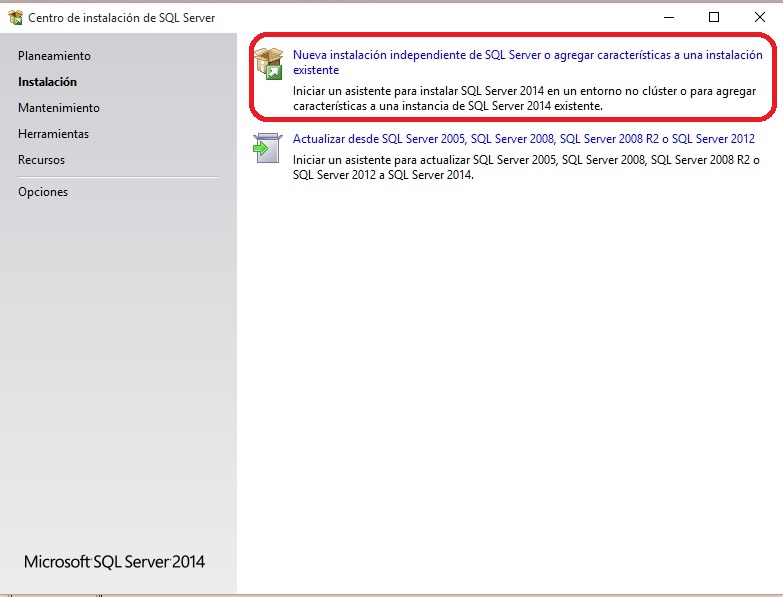 Centro de instalación de SQL Server
Planeamiento
Instalación
Mantenimiento
Herramientas
Recursos
Opciones
Nueva instalación independiente de SQL Server o agregar características a una instalación
existente
Iniciar un asistente para instalar SQL Server 2014 en un entorno no clúster o para agregar
características a una instancia de SQL Server 2014 existente.
Actualizar desde SQL Server 2005, SQL Server 2008, SQL Server 2008 R2 o SQL Server 2012
Iniciar un asistente para actualizar SQL Server 2005, SQL Server 2008, SQL Server 2008 R2 o
SQL Server 2012 a SQL Server 2014.
Microsoft SQL Server 2014